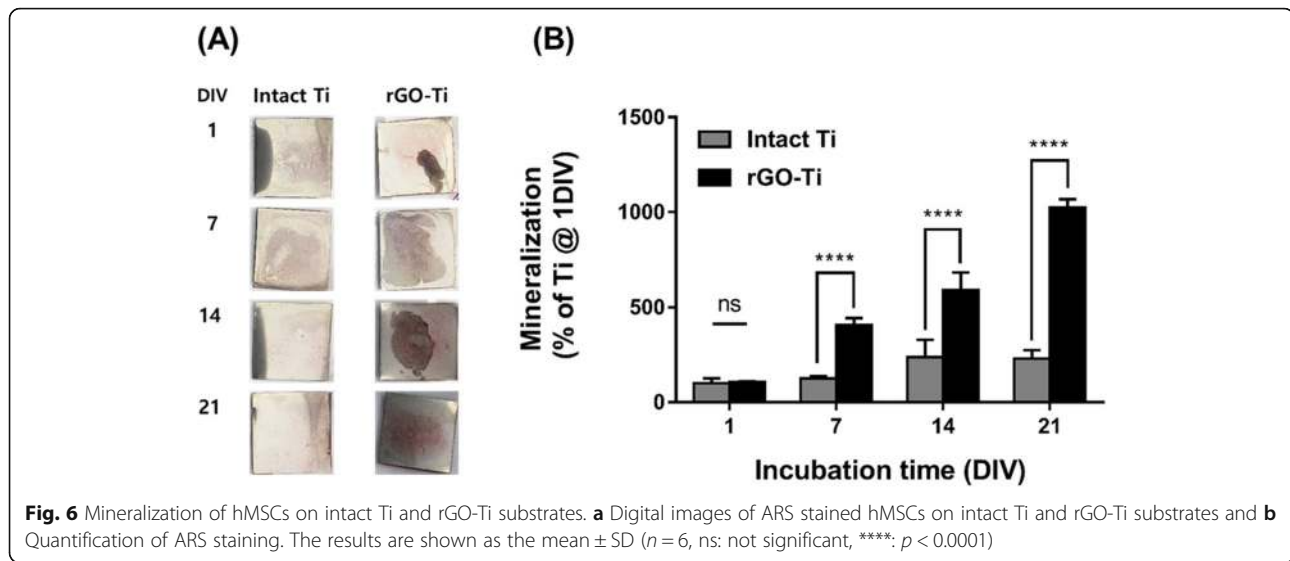 (A)
DIV Intact Ti rGO-Ti
1
7
14
21
(B)
Mineralization
(% of Ti @ 1DIV)
1500
1000
500
0
Intact Ti
rGO-Ti
ns
****
****
****
1 7 14 21
Incubation time (DIV)
Fig. 6 Mineralization of hMSCs on intact Ti and rGO-Ti substrates. a Digital images of ARS stained hMSCs on intact Ti and rGO-Ti substrates and b
Quantification of ARS staining. The results are shown as the mean ± SD (n = 6, ns: not significant, ****: p < 0.0001)